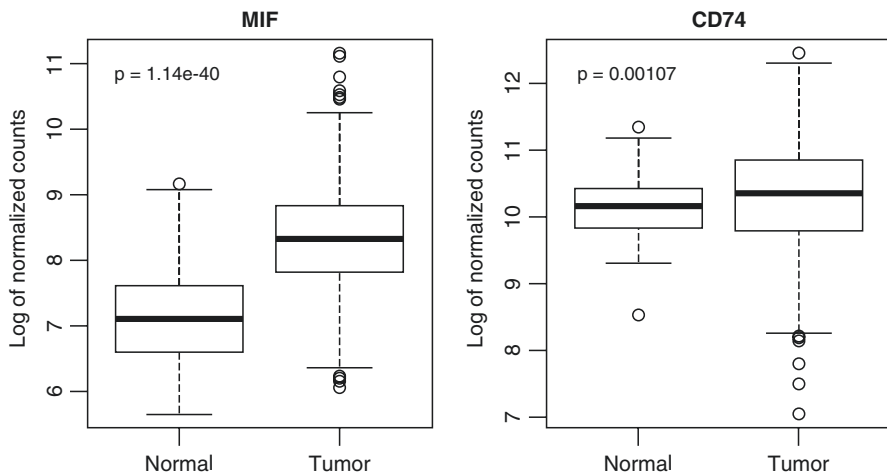 MIF
CD74
p = 1.14e-40
p = 0.00107
Log of normalized counts
11
10
9
8
7
6
Normal
Tumor
Log of normalized counts
12
11
10
9
8
7
Normal
Tumor